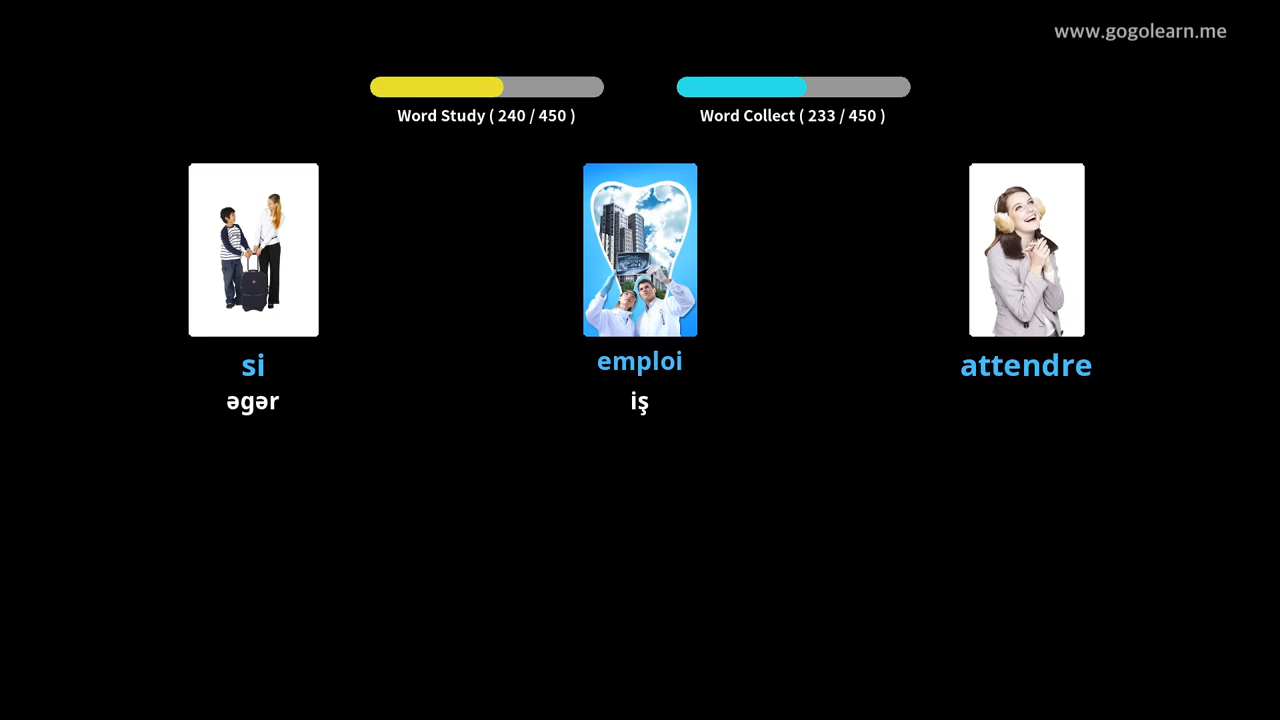 www.gogolearn.me
Word Study ( 240 / 450 )
Word Collect ( 233 / 450 )
si
emploi
attendre
əgər
iş